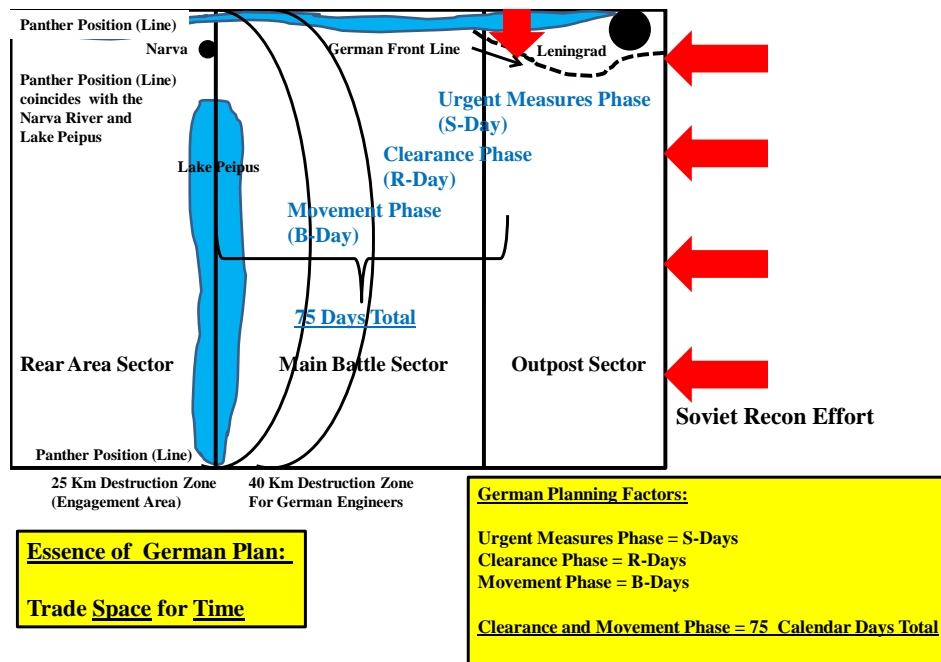 Panther Position (Line)
Narva
German Front Line
Leningrad
Panther Position (Line)
coincides with the
Narva River and
Lake Peipus
Urgent Measures Phase
(S-Day)
Clearance Phase
(R-Day)
Lake Peipus
Movement Phase
(B-Day)
75 Days Total
Rear Area Sector
Main Battle Sector
Outpost Sector
Soviet Recon Effort
Panther Position (Line)
25 Km Destruction Zone
(Engagement Area)
40 Km Destruction Zone
For German Engineers
Essence of German Plan:
Trade Space for Time
German Planning Factors:
Urgent Measures Phase = S-Days
Clearance Phase = R-Days
Movement Phase = B-Days
Clearance and Movement Phase = 75 Calendar Days Total